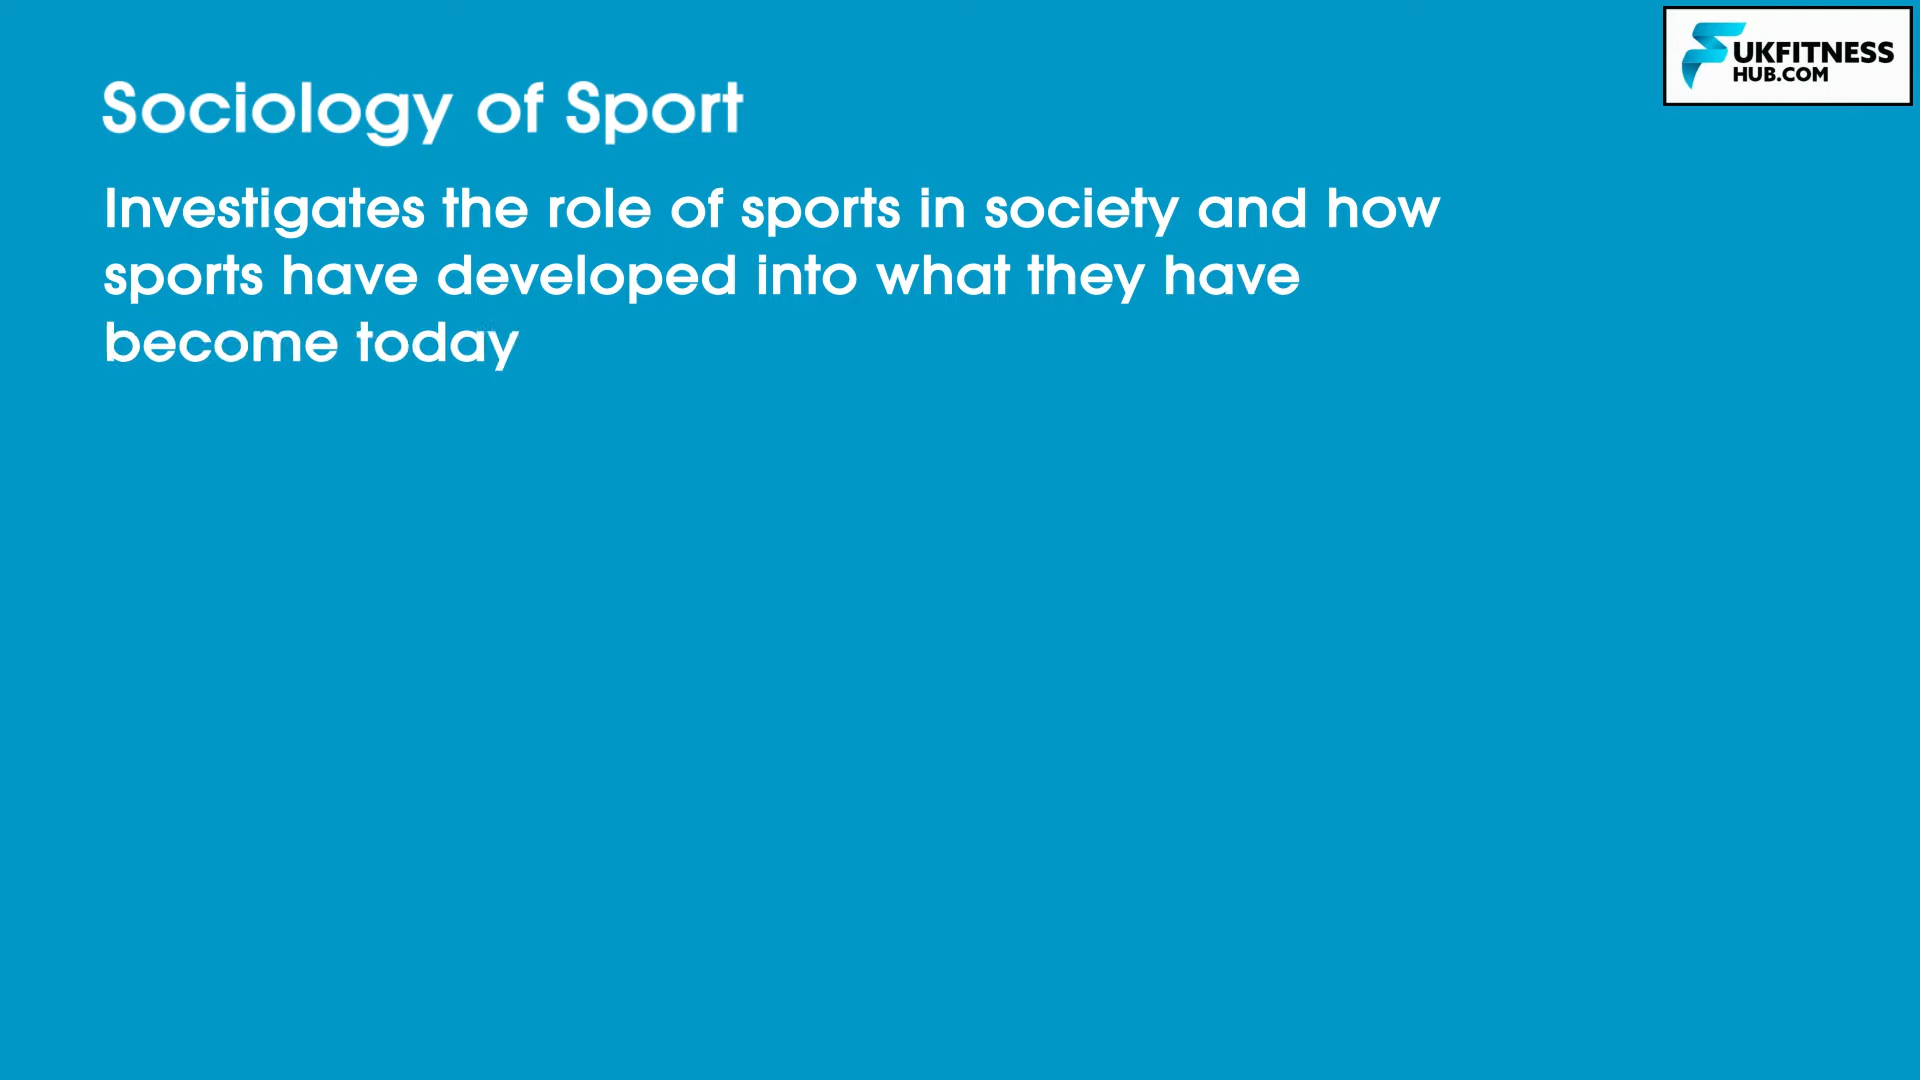 UKFITNESS
HUB.COM
Sociology of Sport
Investigates the role of sports in society and how
sports have developed into what they have
become today